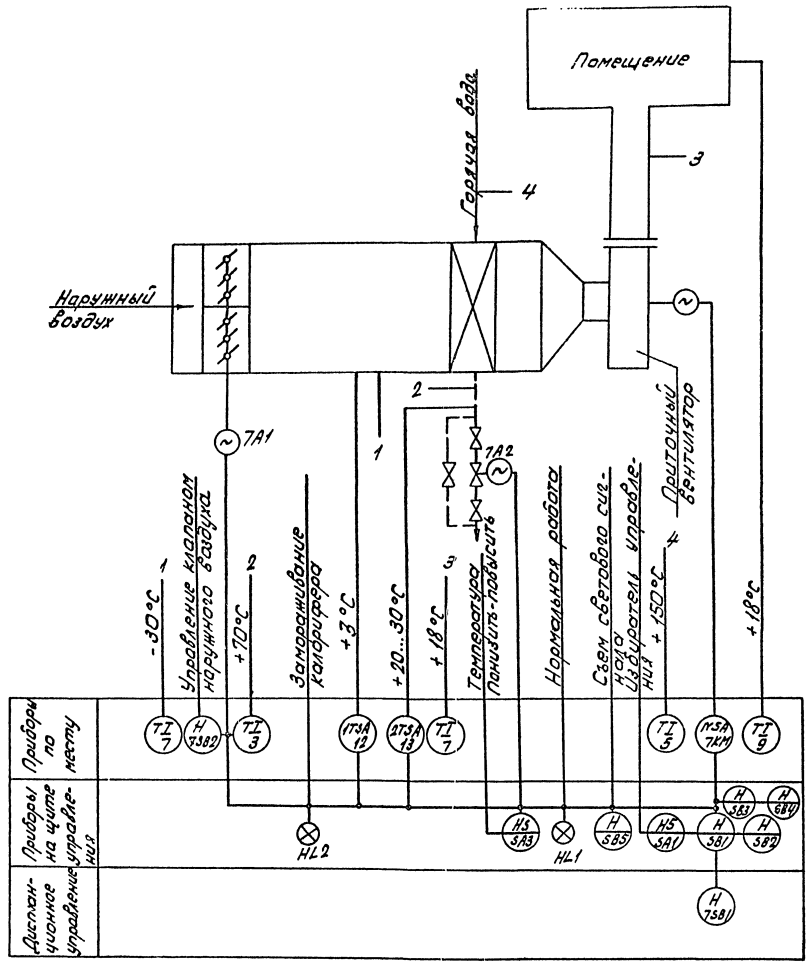 Помещение
3
Горячая вода
4
Наружный
воздух
2
1
7А1
7А2
Приточный
вентилятор
1
-30°С
Управление клапаном
наружного воздуха
2
+70°С
Замораживание
калорифера
+3°С
+20...30°С
3
+18°С
Температура
Понизить-повысить
Нормальная работа
Съем светового сиг-
нала
Избиратель управле-
ния
4
+150°С
+18°С
Приборы
по
месту
TI
7
H
7SB2
TI
3
1TSA
12
2TSA
13
TI
7
TI
5
NSA
7KM
TI
9
Приборы
на щите
управле-
ния
HL2
HS
SA3
HL1
H
SB5
HS
SA1
H
SB1
H
SB2
H
SB3
H
SB4
Дистан-
ционное
управление
H
7SB1